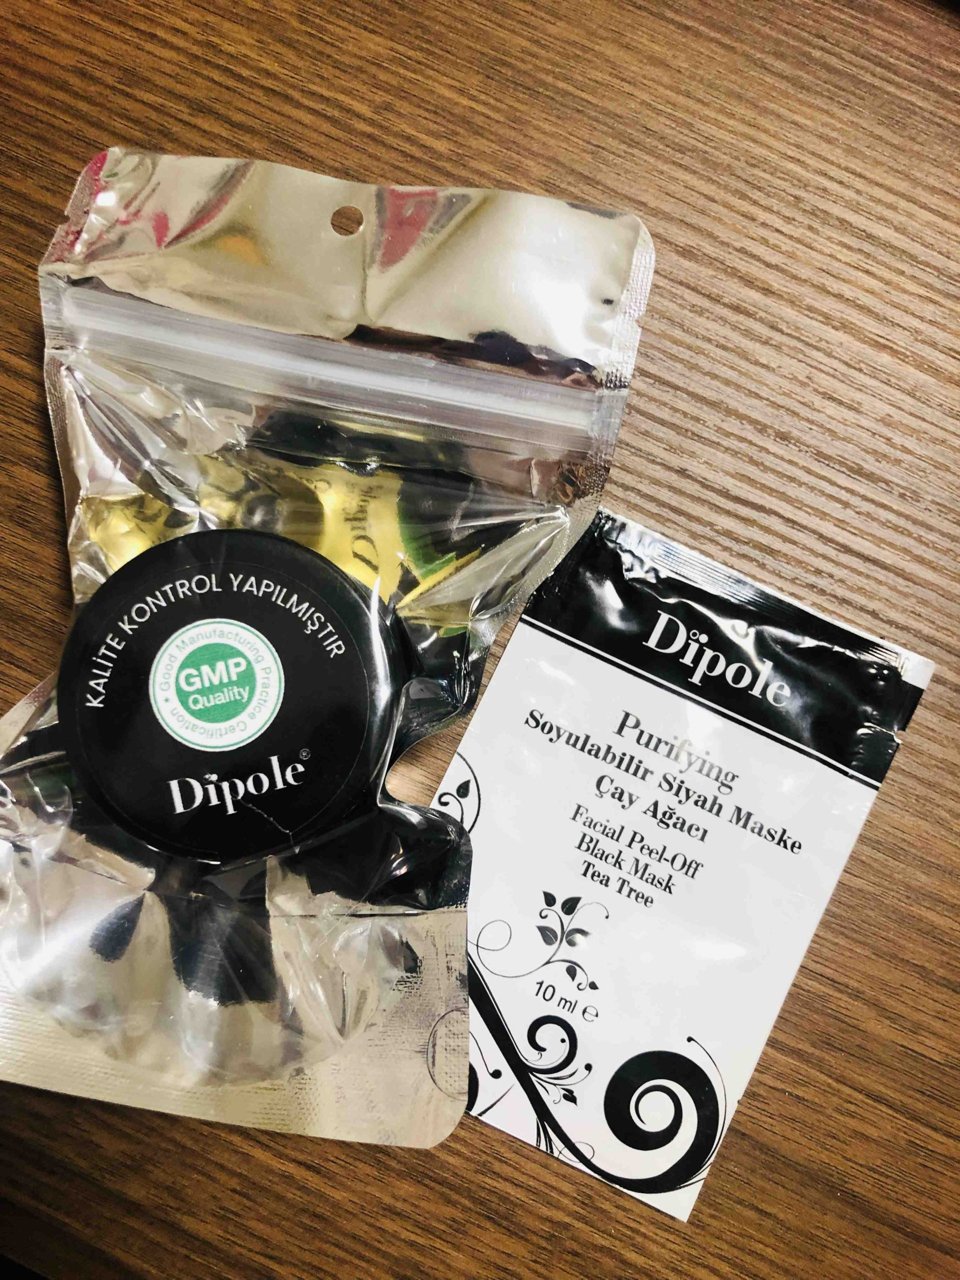 KALİTE KONTROL YAPILMIŞTIR
Good Manufacturing Practice Certification
GMP
Quality
Dipole®
Dipole
Dipole
Purifying
Soyulabilir Siyah Maske
Çay Ağacı
Facial Peel-Off
Black Mask
Tea Tree
10 ml ℮